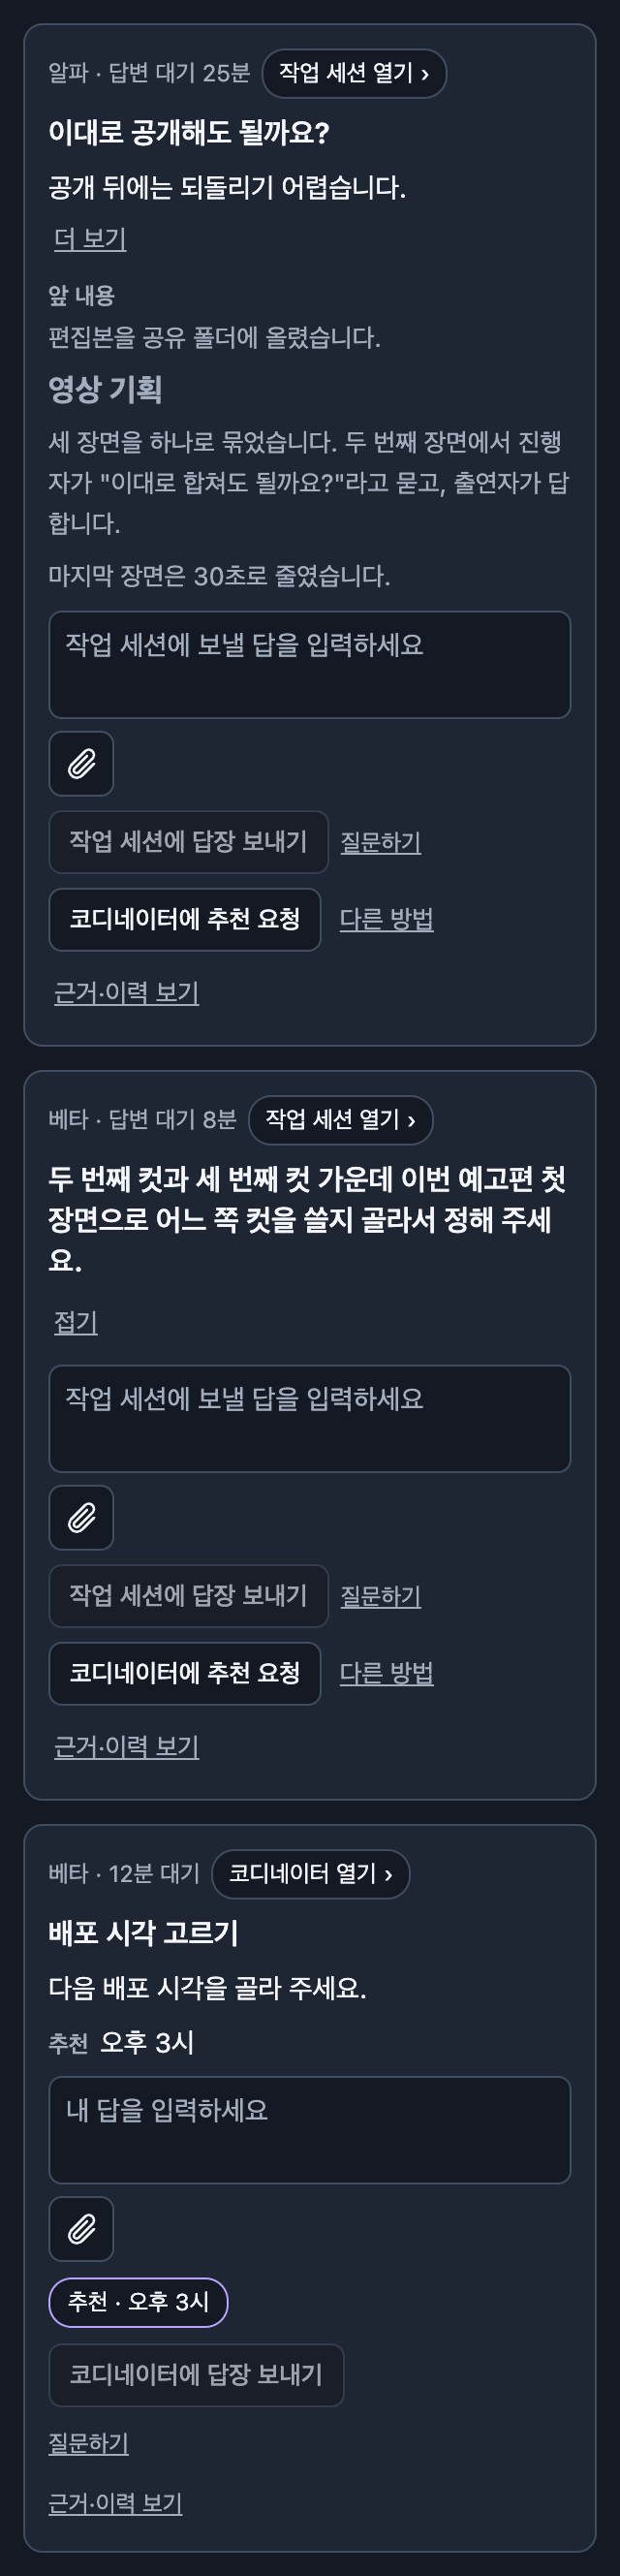 알파 · 답변 대기 25분 작업 세션 열기 ›
이대로 공개해도 될까요?
공개 뒤에는 되돌리기 어렵습니다.
더 보기
앞 내용
편집본을 공유 폴더에 올렸습니다.
영상 기획
세 장면을 하나로 묶었습니다. 두 번째 장면에서 진행
자가 "이대로 합쳐도 될까요?"라고 묻고, 출연자가 답
합니다.
마지막 장면은 30초로 줄였습니다.
작업 세션에 보낼 답을 입력하세요
작업 세션에 답장 보내기 질문하기
코디네이터에 추천 요청 다른 방법
근거·이력 보기
베타 · 답변 대기 8분 작업 세션 열기 ›
두 번째 컷과 세 번째 컷 가운데 이번 예고편 첫
장면으로 어느 쪽 컷을 쓸지 골라서 정해 주세
요.
접기
작업 세션에 보낼 답을 입력하세요
작업 세션에 답장 보내기 질문하기
코디네이터에 추천 요청 다른 방법
근거·이력 보기
베타 · 12분 대기 코디네이터 열기 ›
배포 시각 고르기
다음 배포 시각을 골라 주세요.
추천 오후 3시
내 답을 입력하세요
추천 · 오후 3시
코디네이터에 답장 보내기
질문하기
근거·이력 보기